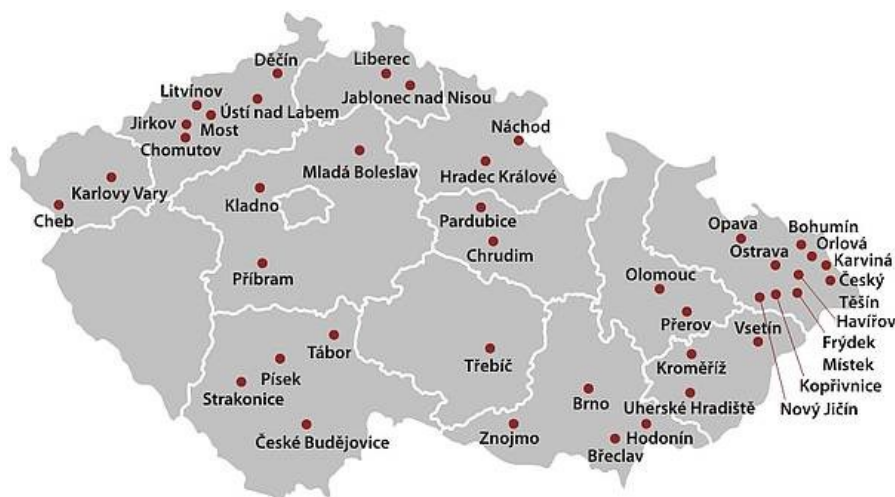 Děčín
Liberec
Litvínov
Ústí nad Labem
Jablonec nad Nisou
Jirkov
Most
Chomutov
Náchod
Mladá Boleslav
Hradec Králové
Karlovy Vary
Kladno
Cheb
Pardubice
Chrudim
Opava
Bohumín
Orlová
Ostrava
Karviná
Příbram
Olomouc
Český
Těšín
Havířov
Přerov
Vsetín
Frýdek
Místek
Tábor
Třebíč
Kroměříž
Kopřivnice
Písek
Strakonice
Brno
Uherské Hradiště
Nový Jičín
České Budějovice
Znojmo
Hodonín
Břeclav